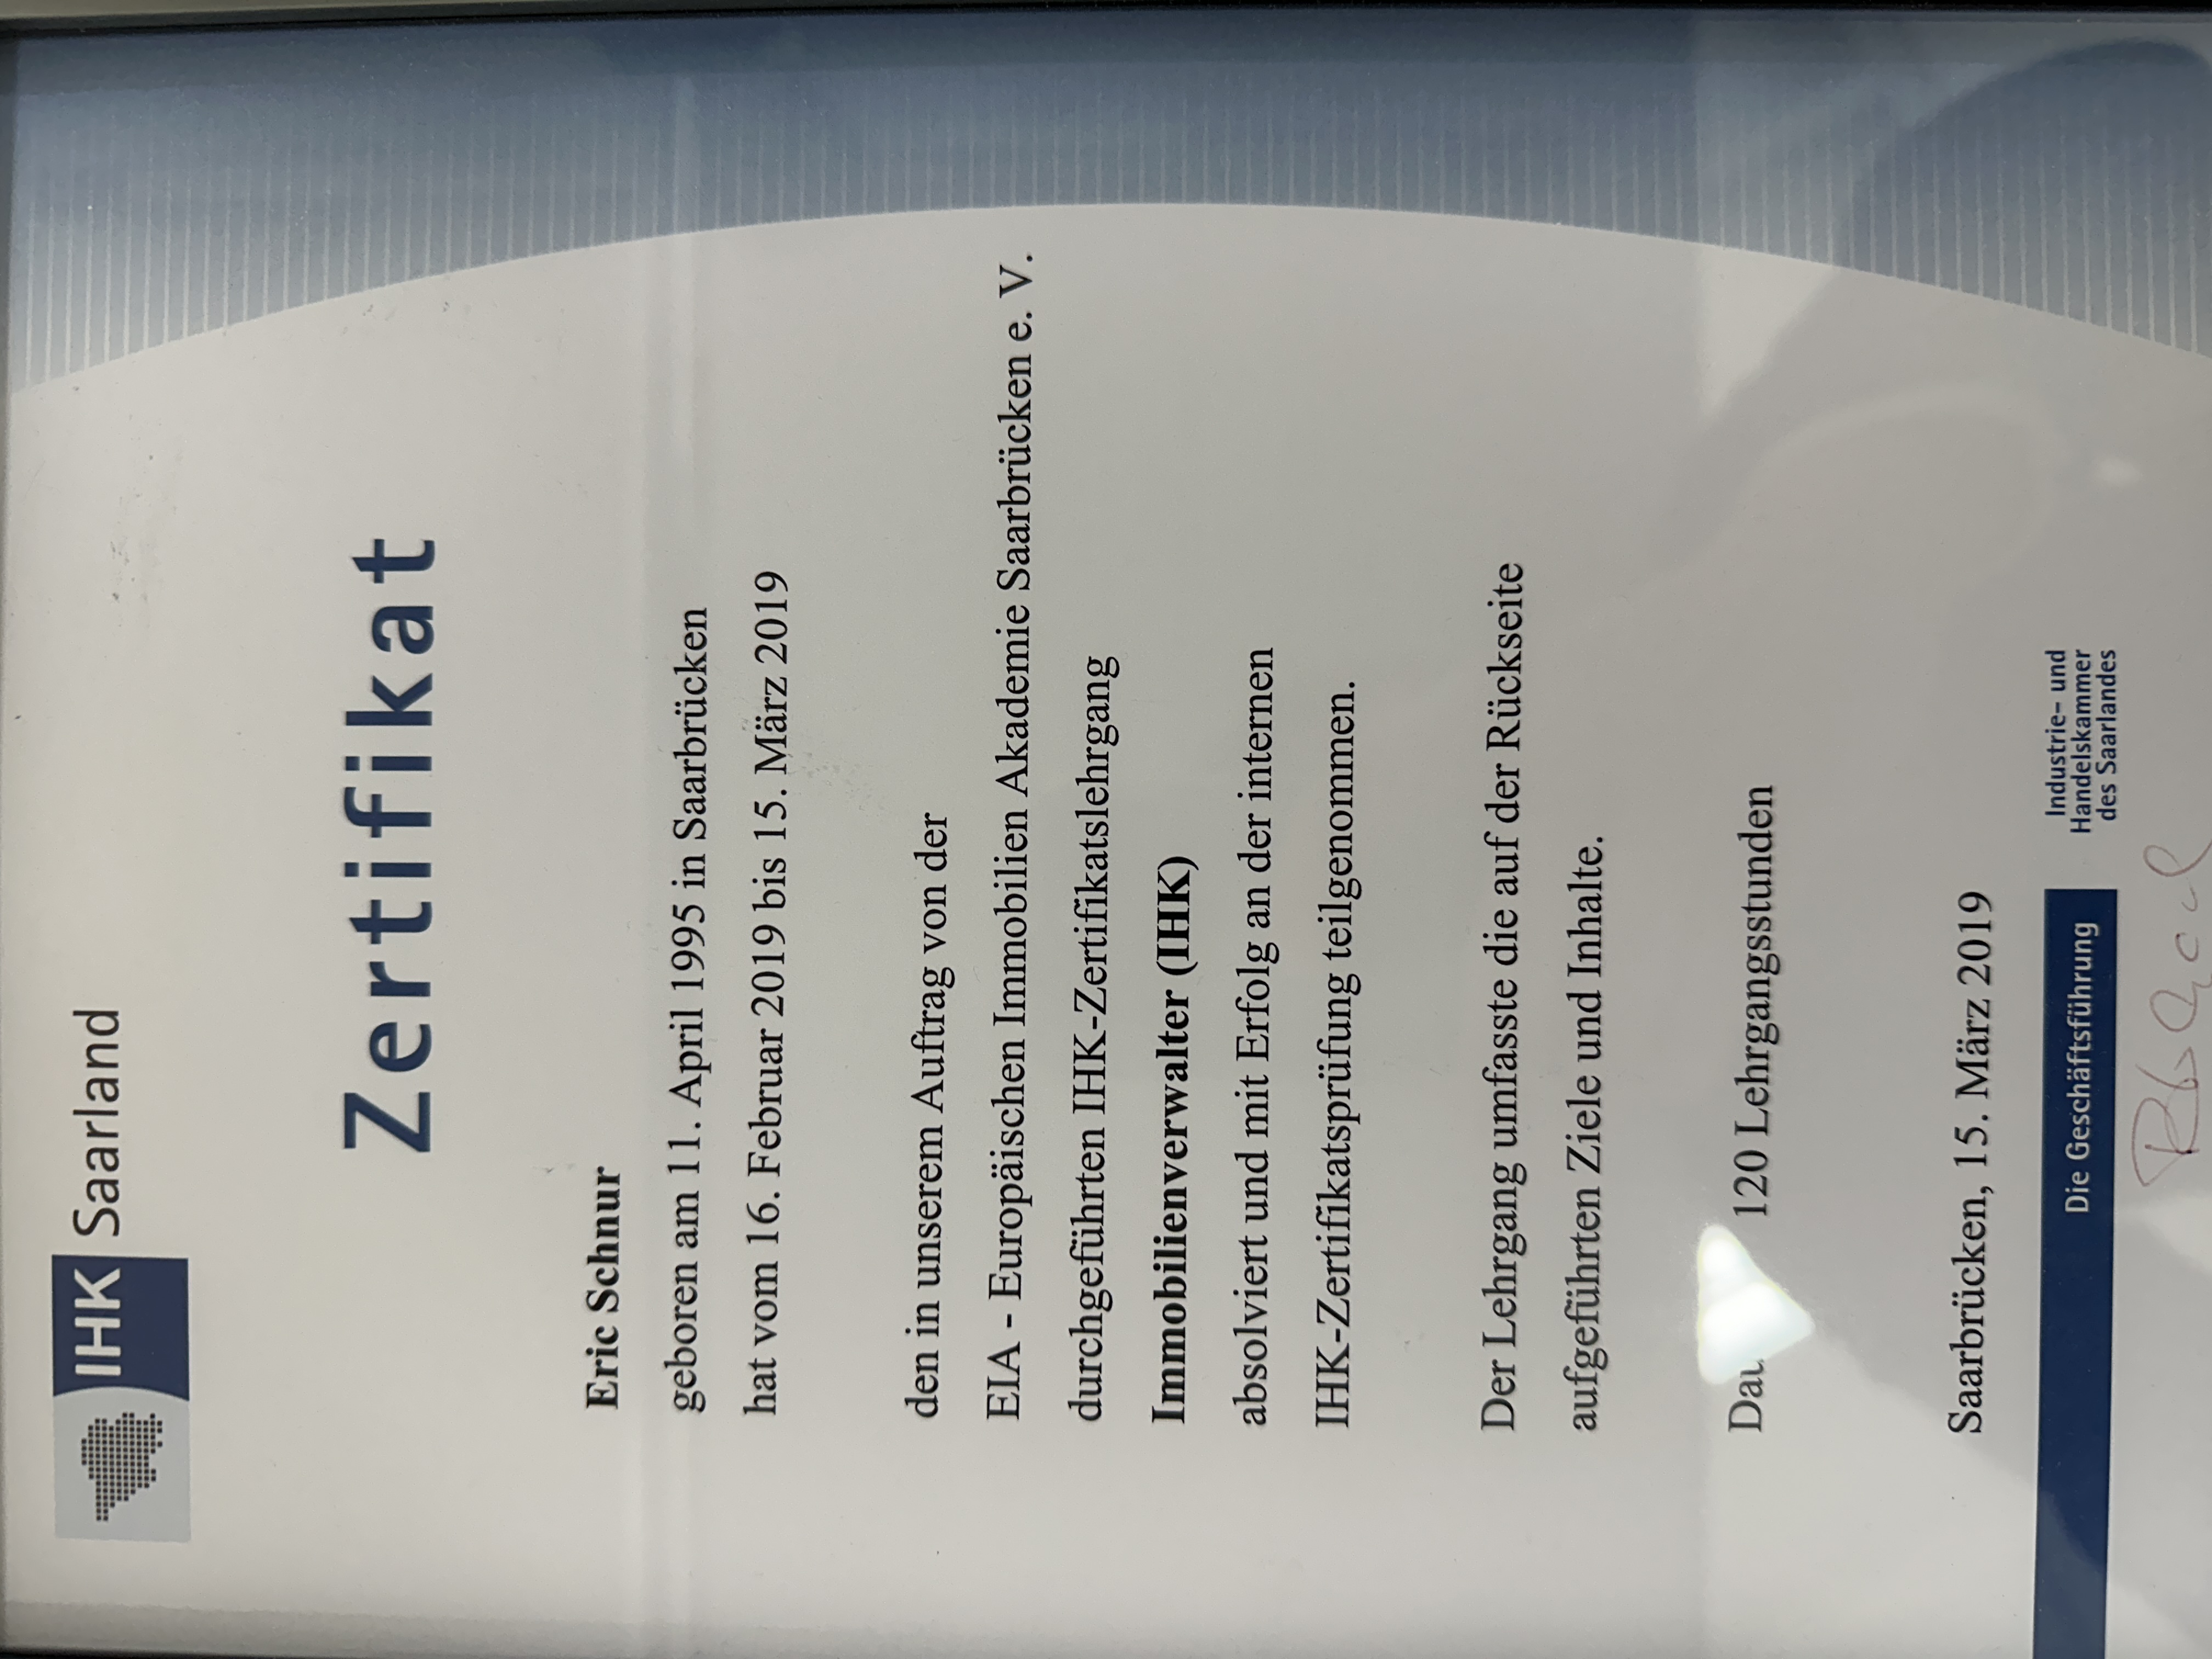 IHK Saarland
Zertifikat
Eric Schnur
geboren am 11. April 1995 in Saarbrücken
hat vom 16. Februar 2019 bis 15. März 2019
den in unserem Auftrag von der
EIA - Europäischen Immobilien Akademie Saarbrücken e. V.
durchgeführten IHK-Zertifikatslehrgang
Immobilienverwalter (IHK)
absolviert und mit Erfolg an der internen
IHK-Zertifikatsprüfung teilgenommen.
Der Lehrgang umfasste die auf der Rückseite
aufgeführten Ziele und Inhalte.
120 Lehrgangsstunden
Saarbrücken, 15. März 2019
Die Geschäftsführung
Industrie- und
Handelskammer
des Saarlandes